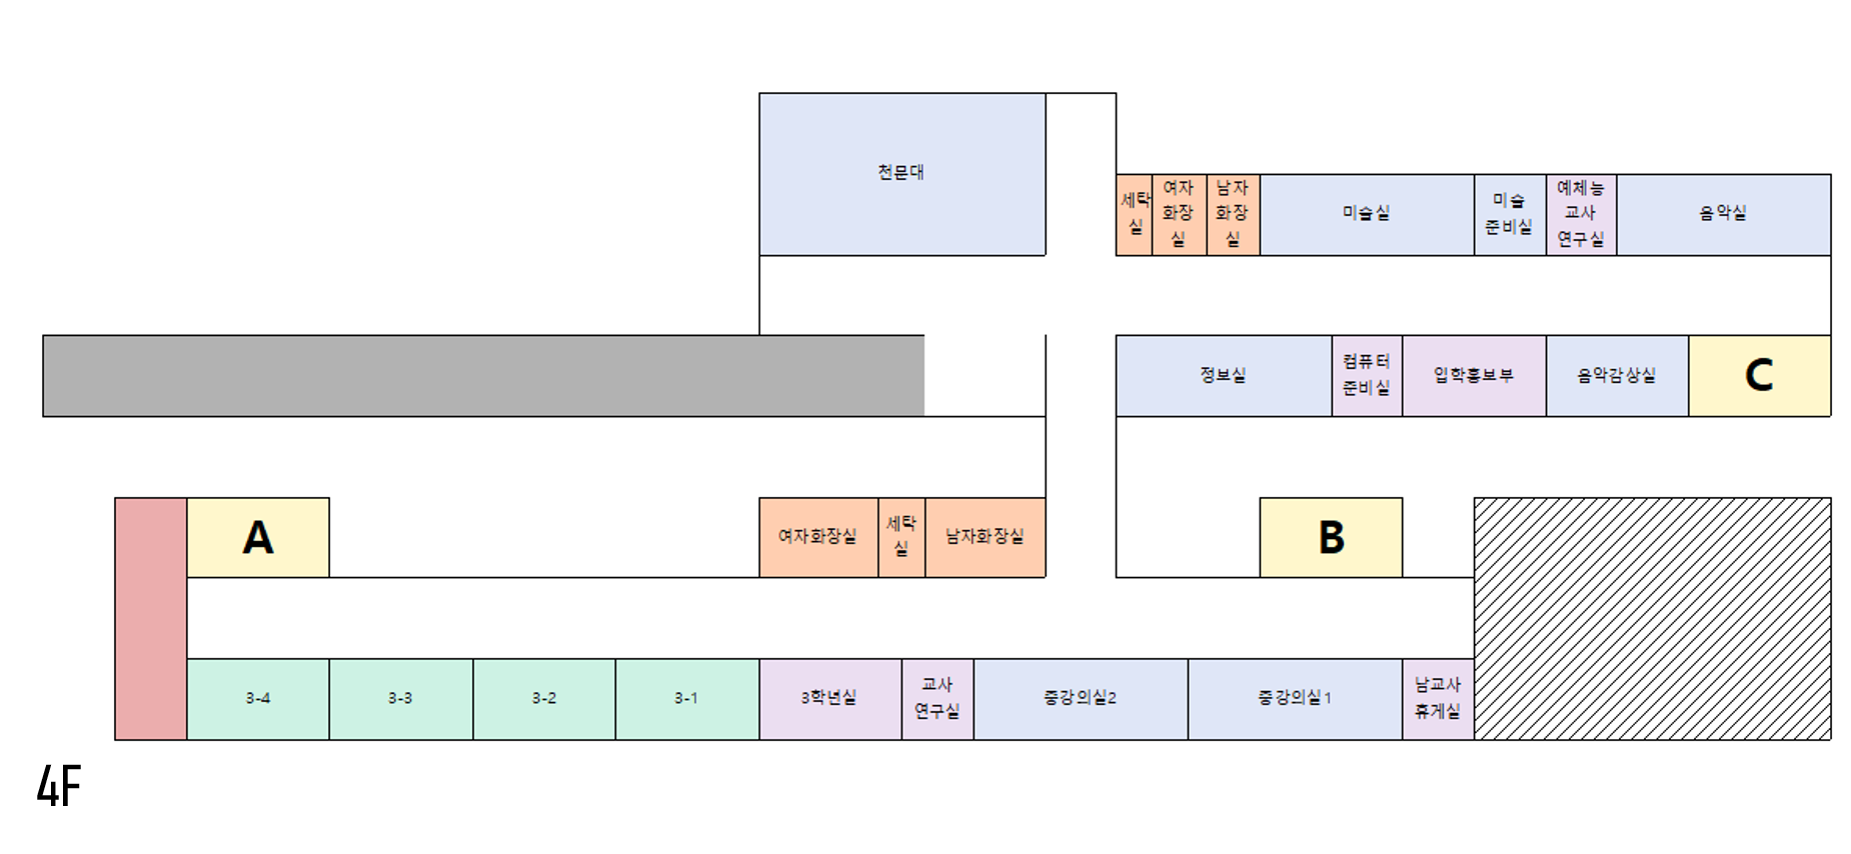 천문대
세탁
실
여자
화장
실
남자
화장
실
미술실
미술
준비실
예체능
교사
연구실
음악실
정보실
컴퓨터
준비실
입학홍보부
음악감상실
C
A
여자화장실
세탁
실
남자화장실
B
3-4
3-3
3-2
3-1
3학년실
교사
연구실
중강의실2
중강의실1
남교사
휴게실
4F